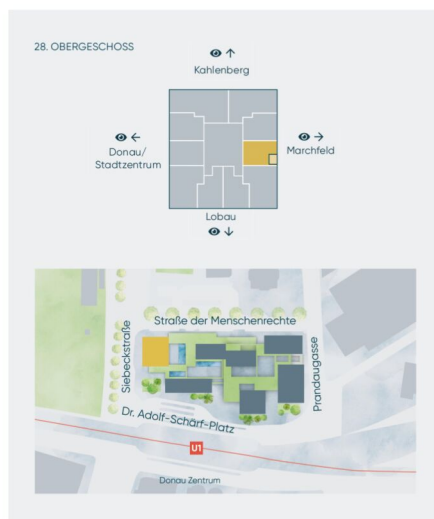 28. OBERGESCHOSS
Kahlenberg
Donau/
Stadtzentrum
Marchfeld
Lobau
Straße der Menschenrechte
Siebeckstraße
Prandaugasse
Dr. Adolf-Schärf-Platz
U1
Donau Zentrum